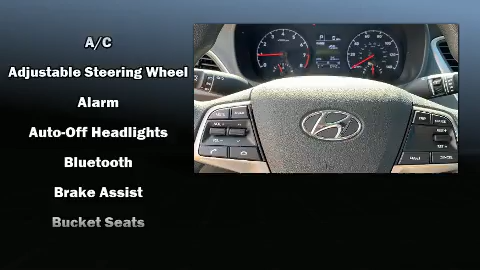 A/C
Adjustable Steering Wheel
Alarm
Auto-Off Headlights
Bluetooth
Brake Assist
Bucket Seats